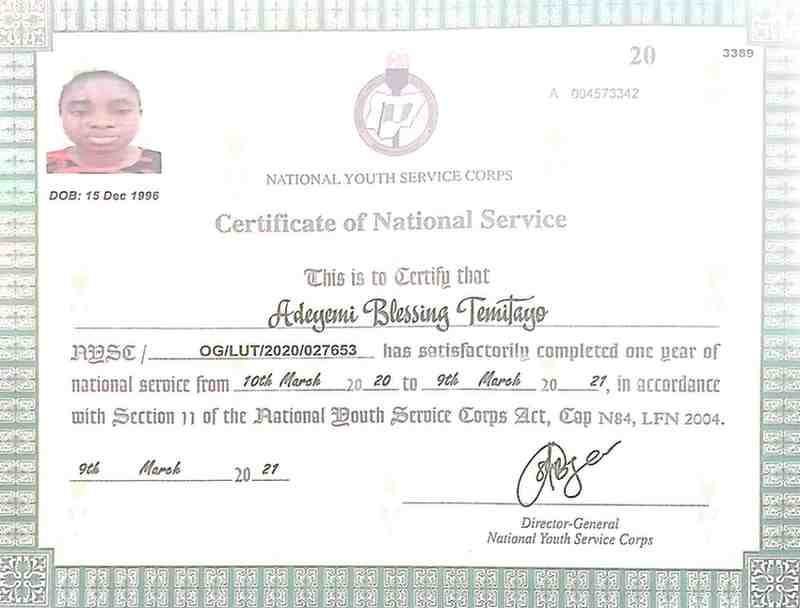 20
3389
A 004573342
DOB: 15 Dec 1996
NATIONAL YOUTH SERVICE CORPS
Certificate of National Service
This is to Certify that
Adeyemi Blessing Temitayo
NYSC / OG/LUT/2020/027653 has satisfactorily completed one year of
national service from 10th March 20 20 to 9th March 20 21, in accordance
with Section 11 of the National Youth Service Corps Act, Cap N84, LFN 2004.
9th March 20 21
Director-General
National Youth Service Corps